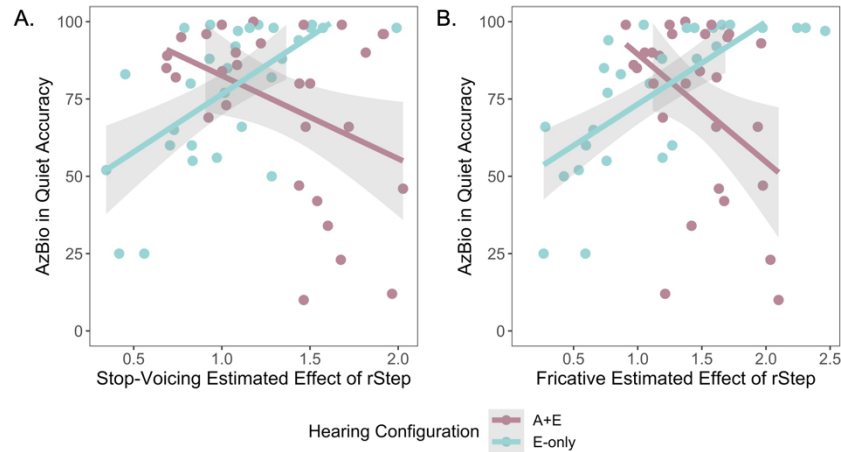 A.
B.
100
75
50
25
0
AzBio in Quiet Accuracy
0.5 1.0 1.5 2.0
Stop-Voicing Estimated Effect of rStep
100
75
50
25
0
AzBio in Quiet Accuracy
0.5 1.0 1.5 2.0 2.5
Fricative Estimated Effect of rStep
Hearing Configuration
A+E
E-only